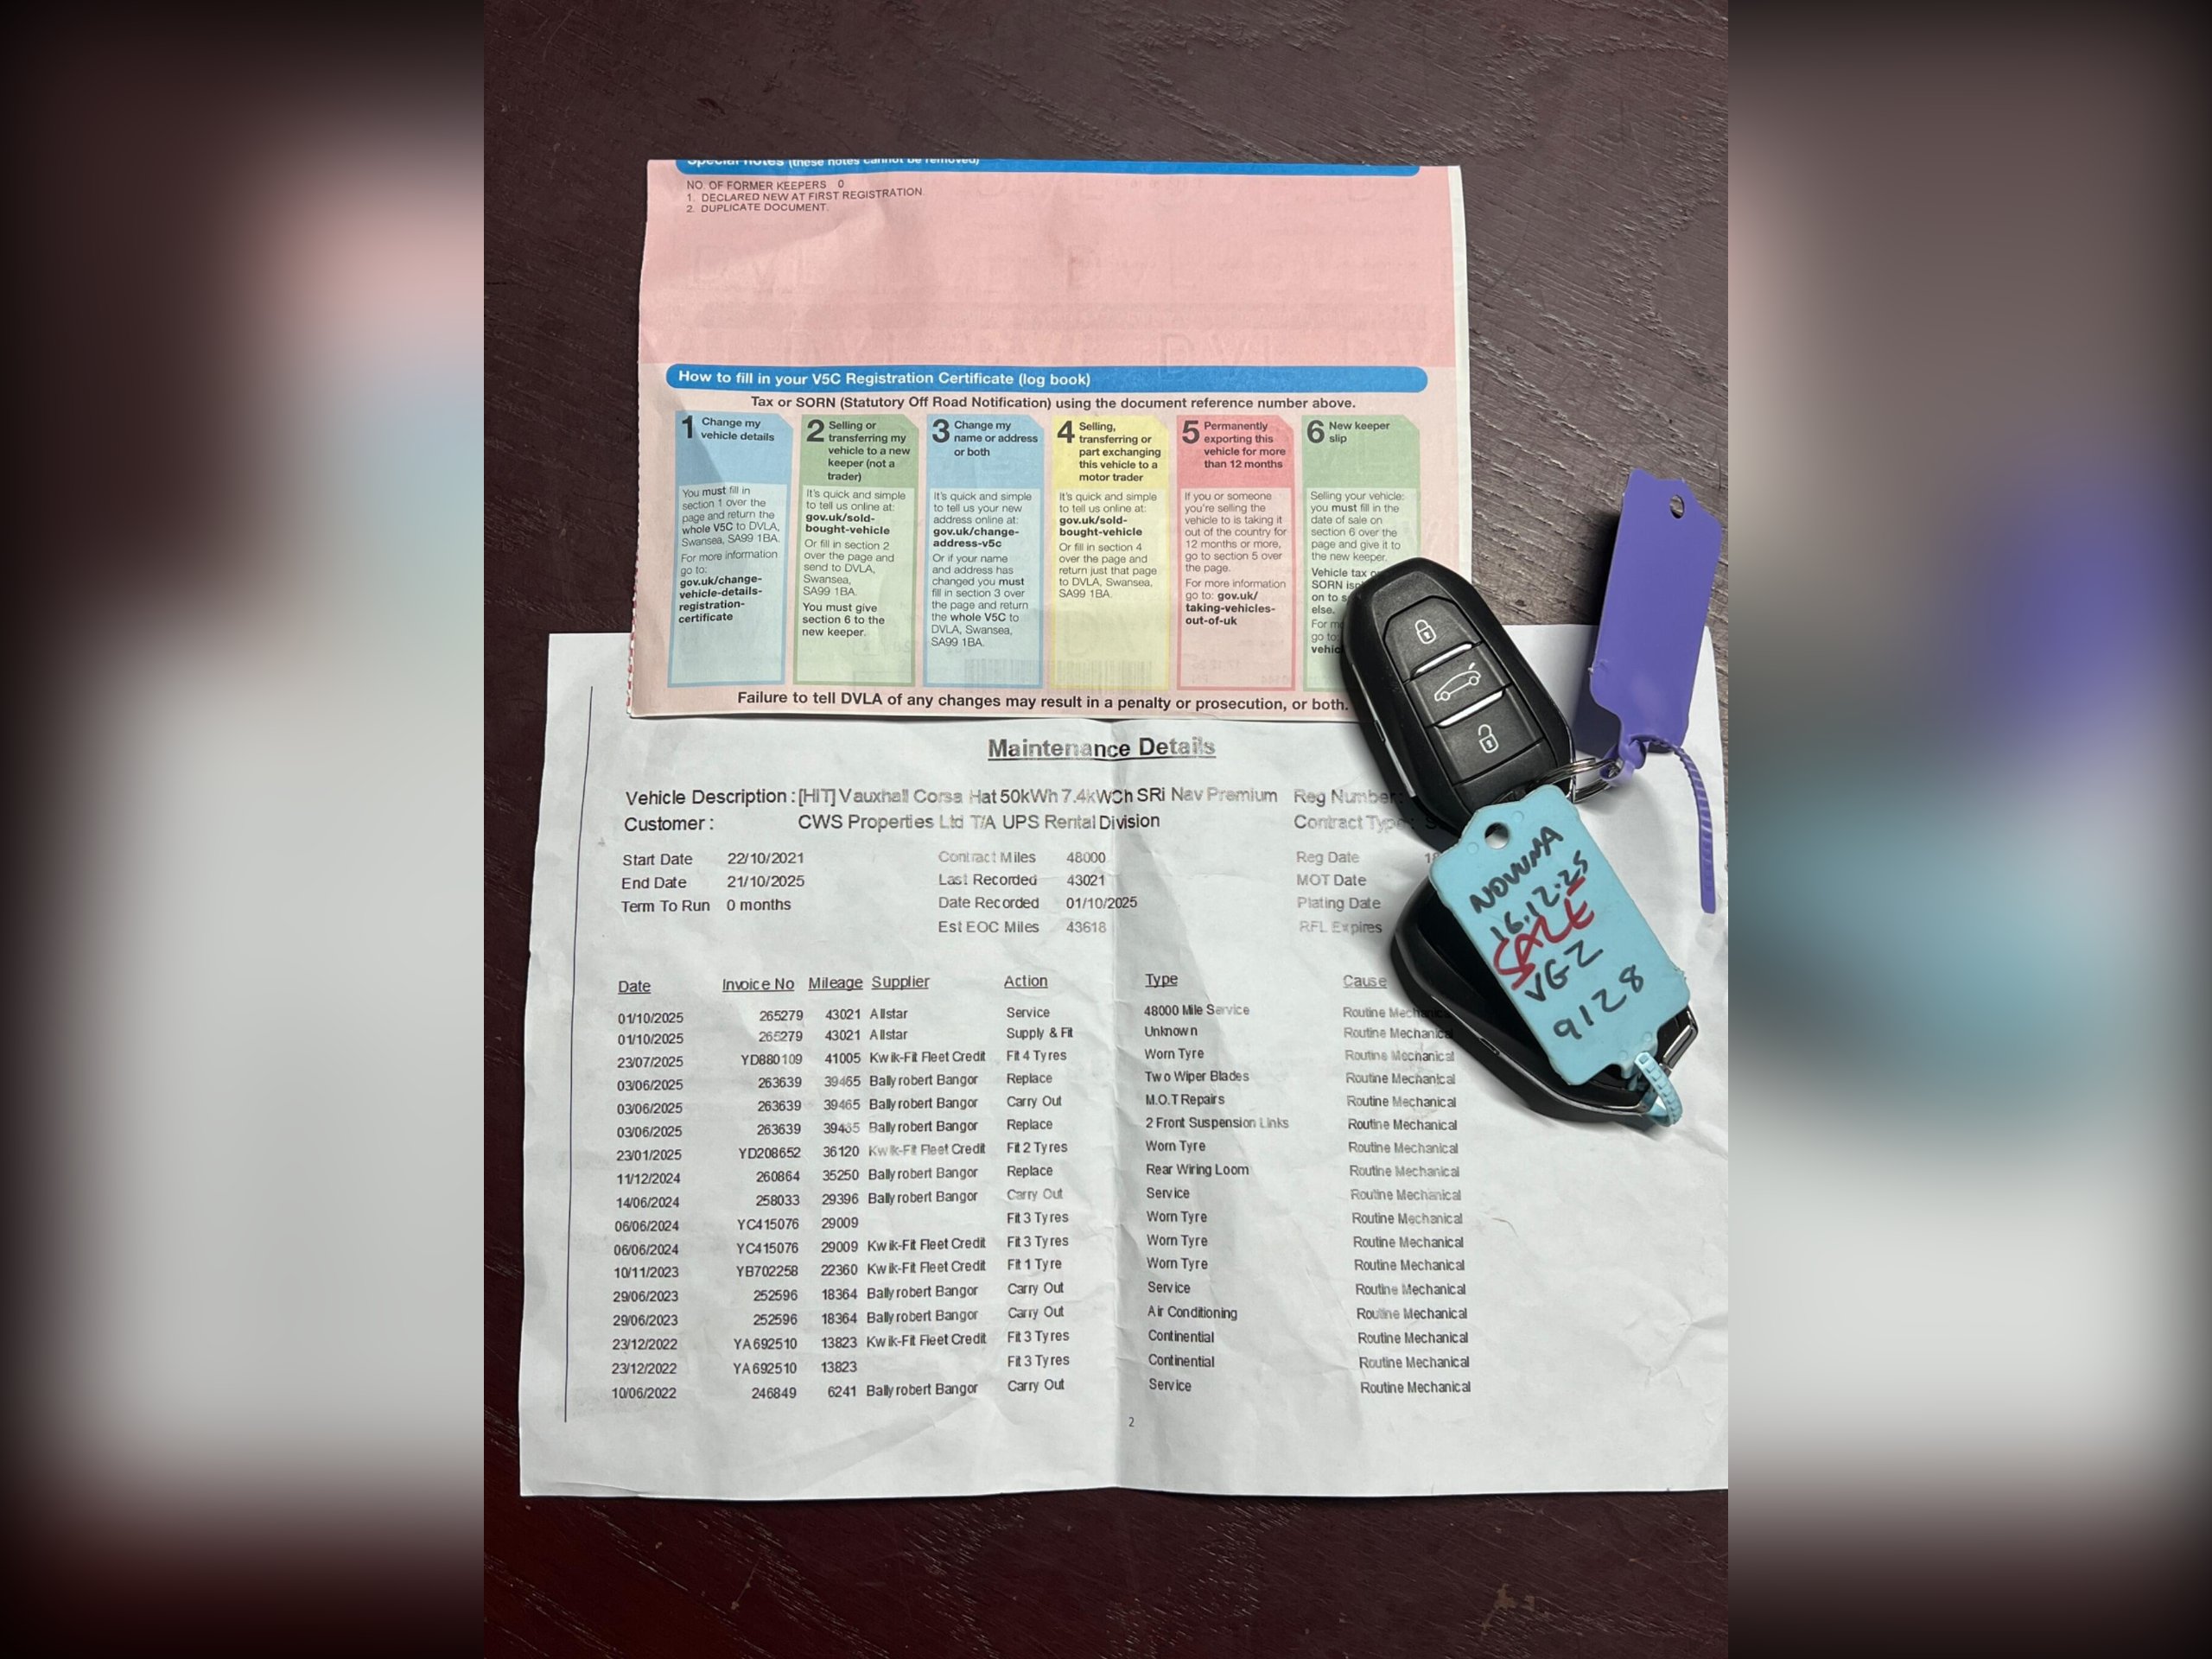 Special notes (these notes cannot be removed)
NO. OF FORMER KEEPERS 0
1. DECLARED NEW AT FIRST REGISTRATION
2. DUPLICATE DOCUMENT.
How to fill in your V5C Registration Certificate (log book)
Tax or SORN (Statutory Off Road Notification) using the document reference number above.
1 Change my
vehicle details
You must fill in
section 1 over the
page and return the
whole V5C to DVLA,
Swansea, SA99 1BA.
For more information
go to:
gov.uk/change-
vehicle-details-
registration-
certificate
2 Selling or
transferring my
vehicle to a new
keeper (not a
trader)
It's quick and simple
to tell us online at:
gov.uk/sold-
bought-vehicle
Or fill in section 2
over the page and
send to DVLA,
Swansea,
SA99 1BA.
You must give
section 6 to the
new keeper.
3 Change my
name or address
or both
It's quick and simple
to tell us your new
address online at:
gov.uk/change-
address-v5c
Or if your name
and address has
changed you must
fill in section 3 over
the page and return
the whole V5C to
DVLA, Swansea,
SA99 1BA.
4 Selling,
transferring or
part exchanging
this vehicle to a
motor trader
It's quick and simple
to tell us online at:
gov.uk/sold-
bought-vehicle
Or fill in section 4
over the page and
return just that page
to DVLA, Swansea,
SA99 1BA.
5 Permanently
exporting this
vehicle for more
than 12 months
If you or someone
you're selling the
vehicle to is taking it
out of the country for
12 months or more,
go to section 5 over
the page.
For more information
go to: gov.uk/
taking-vehicles-
out-of-uk
6 New keeper
slip
Selling your vehicle:
you must fill in the
date of sale on
section 6 over the
page and give it to
the new keeper.
Vehicle tax
SORN
on to
else.
For
go to
Failure to tell DVLA of any changes may result in a penalty or prosecution, or both.
Maintenance Details
Vehicle Description : [HIT] Vauxhall Corsa Hat 50kWh 7.4kWCh SRi Nav Premium Reg Number:
Customer : CWS Properties Ltd T/A UPS Rental Division Contract Type :
Start Date 22/10/2021 Contract Miles 48000 Reg Date
End Date 21/10/2025 Last Recorded 43021 MOT Date
Term To Run 0 months Date Recorded 01/10/2025 Plating Date
Est EOC Miles 43618 RFL Expires
Date Invoice No Mileage Supplier Action Type Cause
01/10/2025 265279 43021 Allstar Service 48000 Mile Service Routine Mechanical
01/10/2025 265279 43021 Allstar Supply & Fit Unknown Routine Mechanical
23/07/2025 YD880109 41005 Kwik-Fit Fleet Credit Fit 4 Tyres Worn Tyre Routine Mechanical
03/06/2025 263639 39465 Ballyrobert Bangor Replace Two Wiper Blades Routine Mechanical
03/06/2025 263639 39465 Ballyrobert Bangor Carry Out M.O.T Repairs Routine Mechanical
03/06/2025 263639 39465 Ballyrobert Bangor Replace 2 Front Suspension Links Routine Mechanical
23/01/2025 YD208652 36120 Kwik-Fit Fleet Credit Fit 2 Tyres Worn Tyre Routine Mechanical
11/12/2024 260864 35250 Ballyrobert Bangor Replace Rear Wiring Loom Routine Mechanical
14/06/2024 258033 29396 Ballyrobert Bangor Carry Out Service Routine Mechanical
06/06/2024 YC415076 29009 Fit 3 Tyres Worn Tyre Routine Mechanical
06/06/2024 YC415076 29009 Kwik-Fit Fleet Credit Fit 3 Tyres Worn Tyre Routine Mechanical
10/11/2023 YB702258 22360 Kwik-Fit Fleet Credit Fit 1 Tyre Worn Tyre Routine Mechanical
29/06/2023 252596 18364 Ballyrobert Bangor Carry Out Service Routine Mechanical
29/06/2023 252596 18364 Ballyrobert Bangor Carry Out Air Conditioning Routine Mechanical
23/12/2022 YA692510 13823 Kwik-Fit Fleet Credit Fit 3 Tyres Continential Routine Mechanical
23/12/2022 YA692510 13823 Fit 3 Tyres Continential Routine Mechanical
10/06/2022 246849 6241 Ballyrobert Bangor Carry Out Service Routine Mechanical
2
NOVUNA
16.12.25
SALE
VGZ
9128